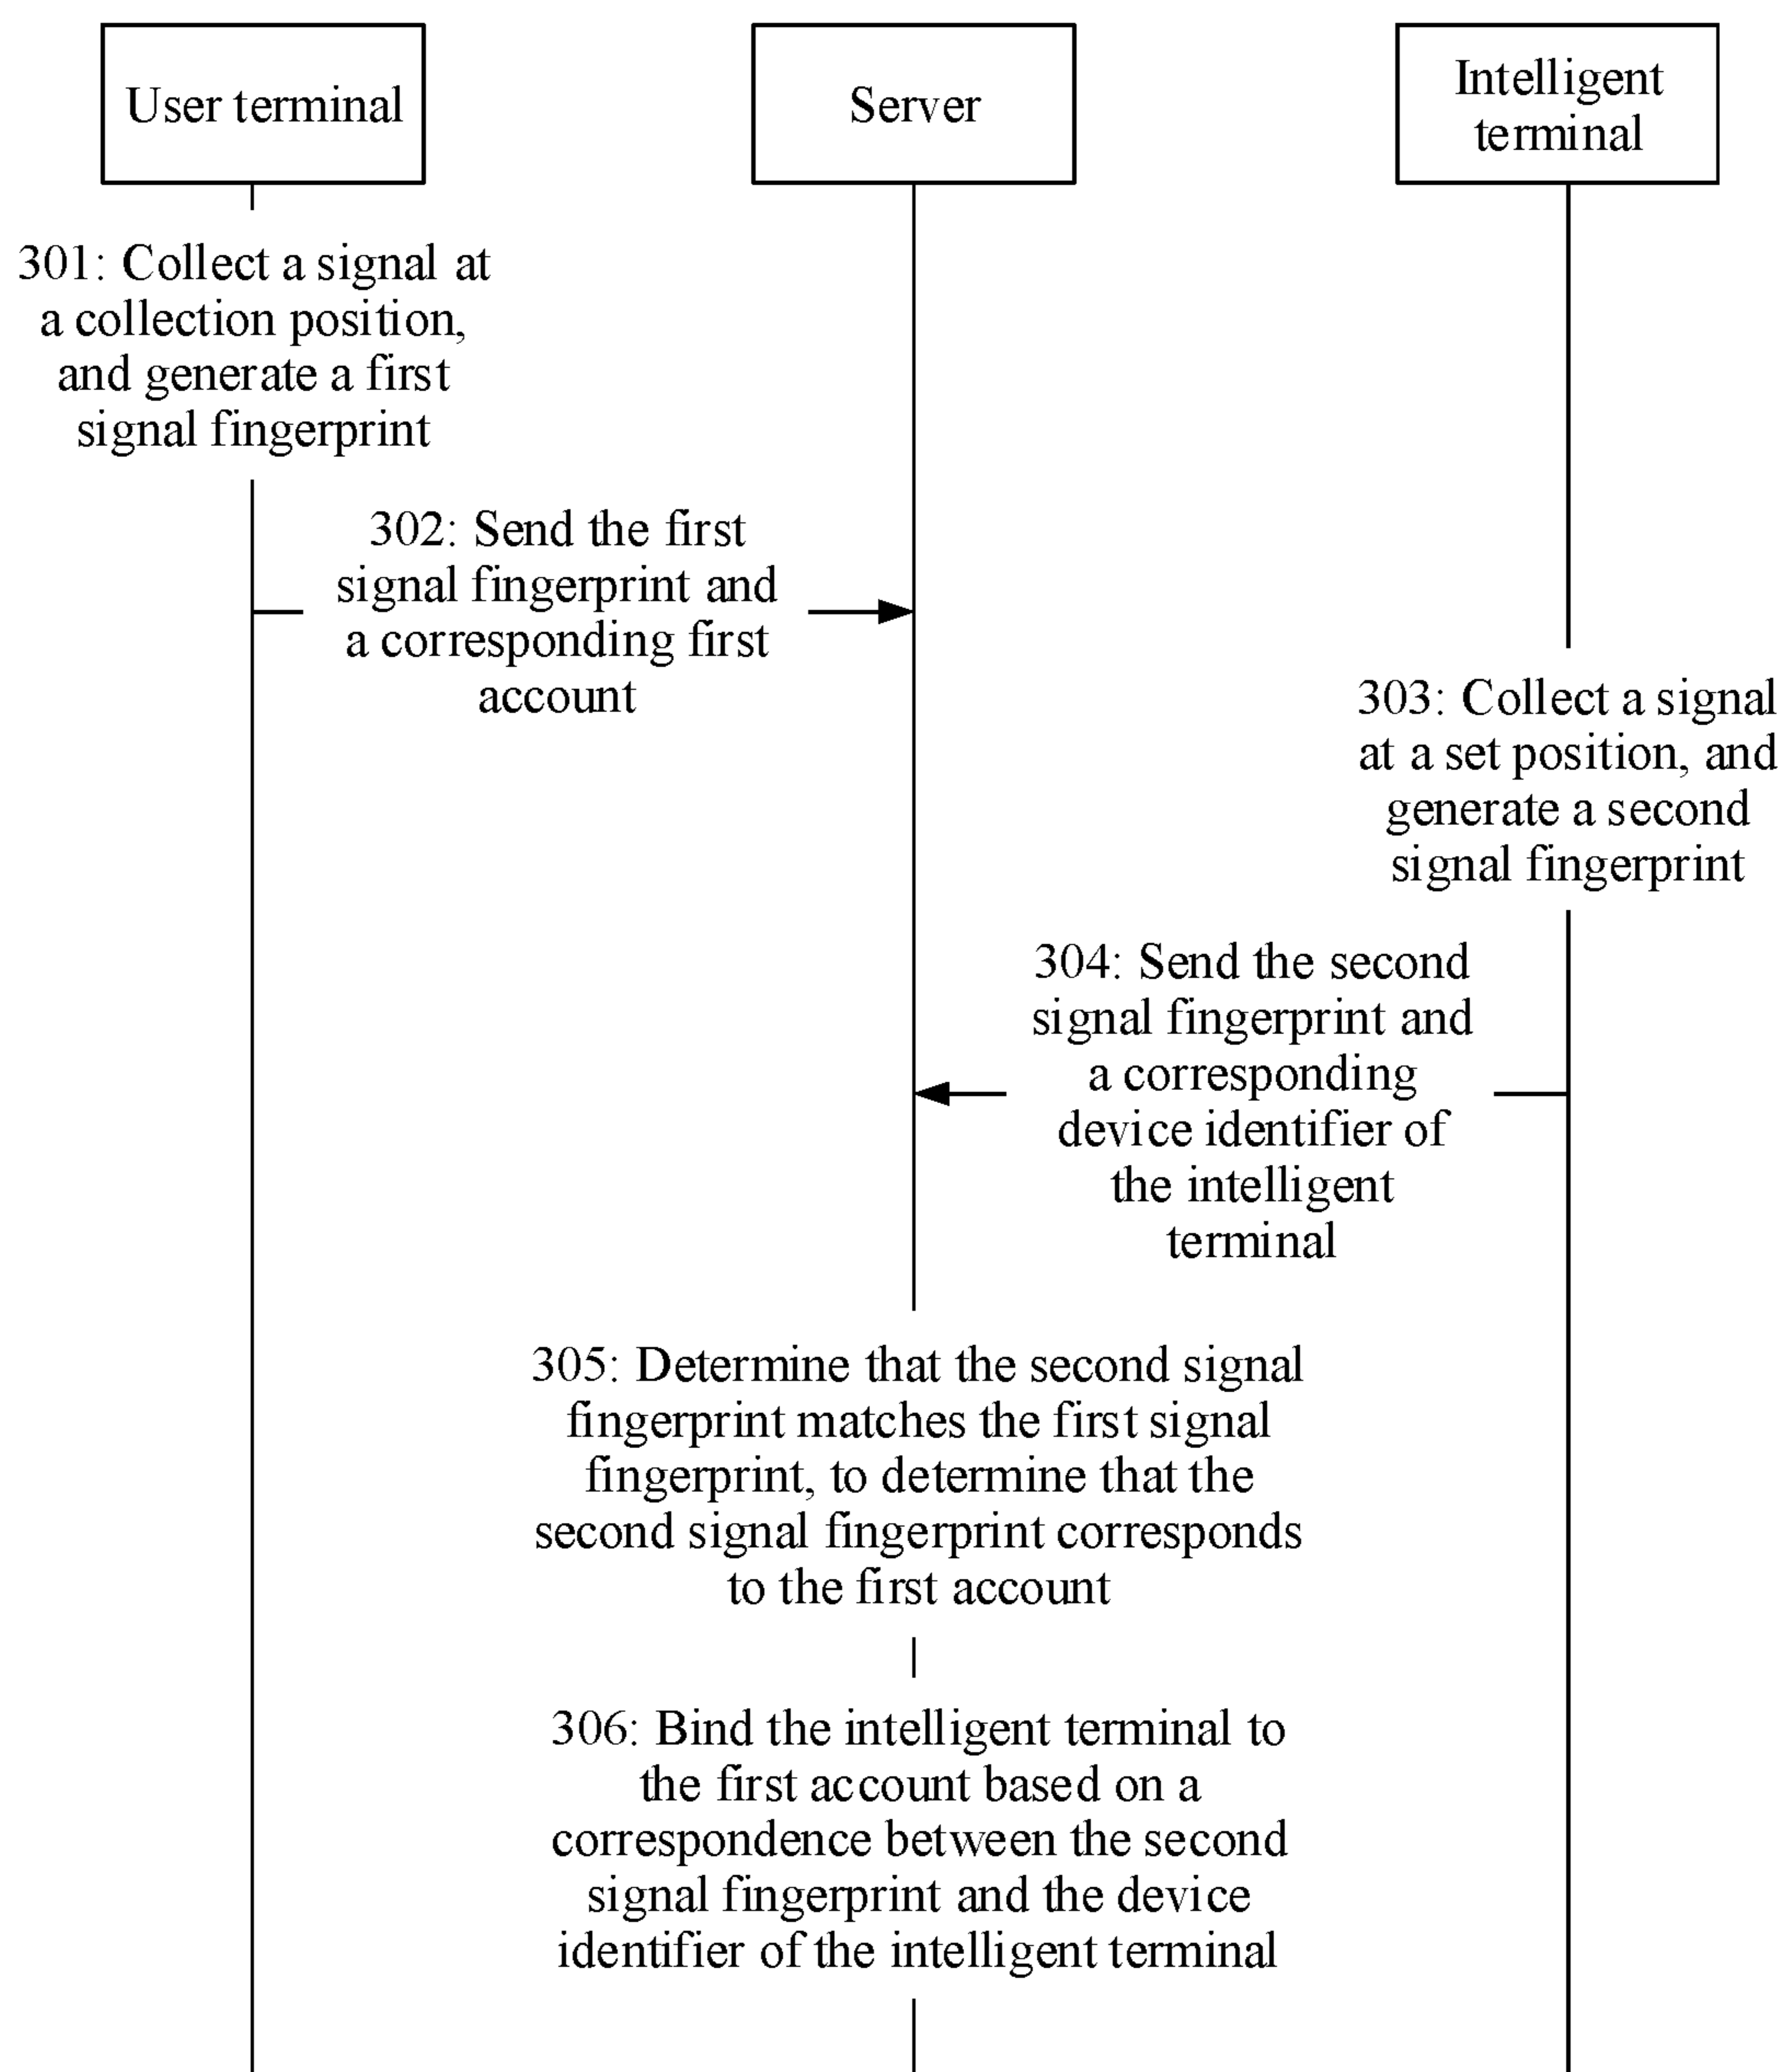 User terminal
Server
Intelligent
terminal
301: Collect a signal at
a collection position,
and generate a first
signal fingerprint
302: Send the first
signal fingerprint and
a corresponding first
account
303: Collect a signal
at a set position, and
generate a second
signal fingerprint
304: Send the second
signal fingerprint and
a corresponding
device identifier of
the intelligent
terminal
305: Determine that the second signal
fingerprint matches the first signal
fingerprint, to determine that the
second signal fingerprint corresponds
to the first account
306: Bind the intelligent terminal to
the first account based on a
correspondence between the second
signal fingerprint and the device
identifier of the intelligent terminal